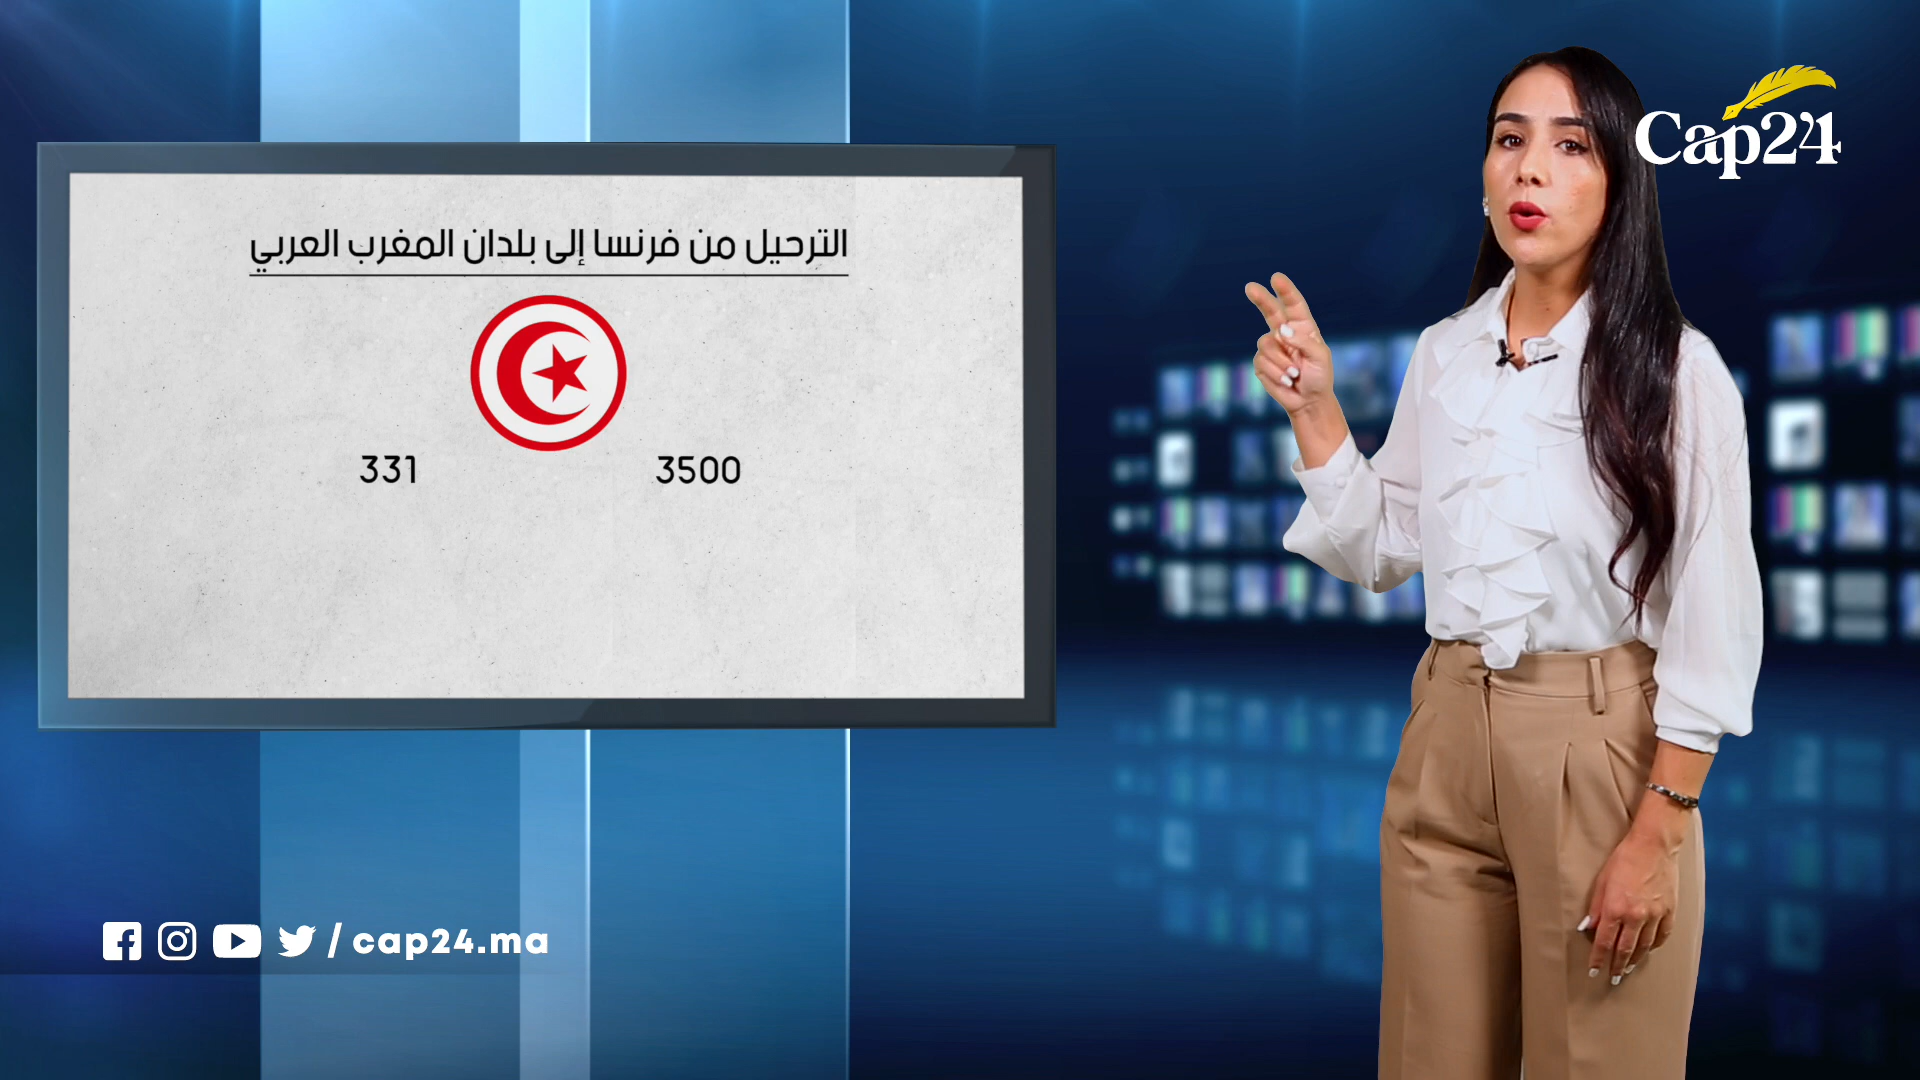 Cap24
الترحيل من فرنسا إلى بلدان المغرب العربي
3500
331
/ cap24.ma